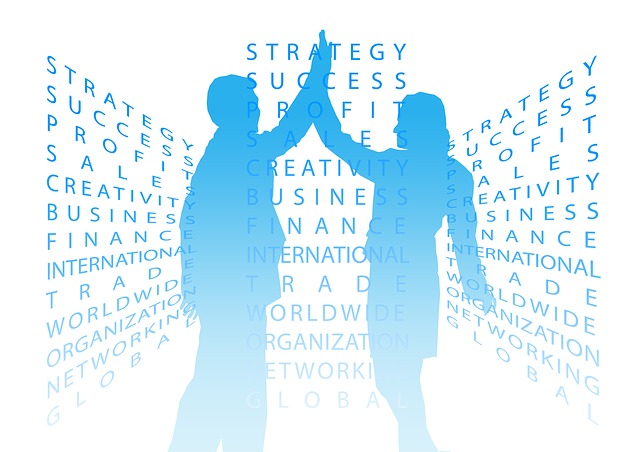 STRATEGY
SUCCESS
PROFIT
SALES
CREATIVITY
BUSINESS
FINANCE
INTERNATIONAL
TRADE
WORLDWIDE
ORGANIZATION
NETWORKING
GLOBAL
STRATEGY
SUCCESS
PROFIT
SALES
CREATIVITY
BUSINESS
FINANCE
INTERNATIONAL
TRADE
WORLDWIDE
ORGANIZATION
ETWORKI
GLOBAL
STRATEGY
SUCCESS
PROFIT
SALES
CREATIVITY
BUSINESS
FINANCE
INTERNATIONAL
TRADE
WORLDWIDE
ORGANIZATION
NETWORKING
GLOBAL